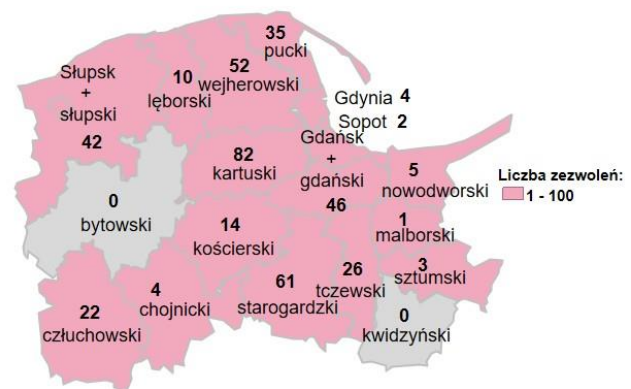 35
pucki
Słupsk
+
słupski
42
10
lęborski
52
wejherowski
Gdynia 4
Sopot 2
Gdańsk
+
gdański
46
82
kartuski
5
nowodworski
Liczba zezwoleń:
1 - 100
0
bytowski
14
kościerski
1
malborski
3
sztumski
26
tczewski
61
starogardzki
4
chojnicki
22
człuchowski
0
kwidzyński